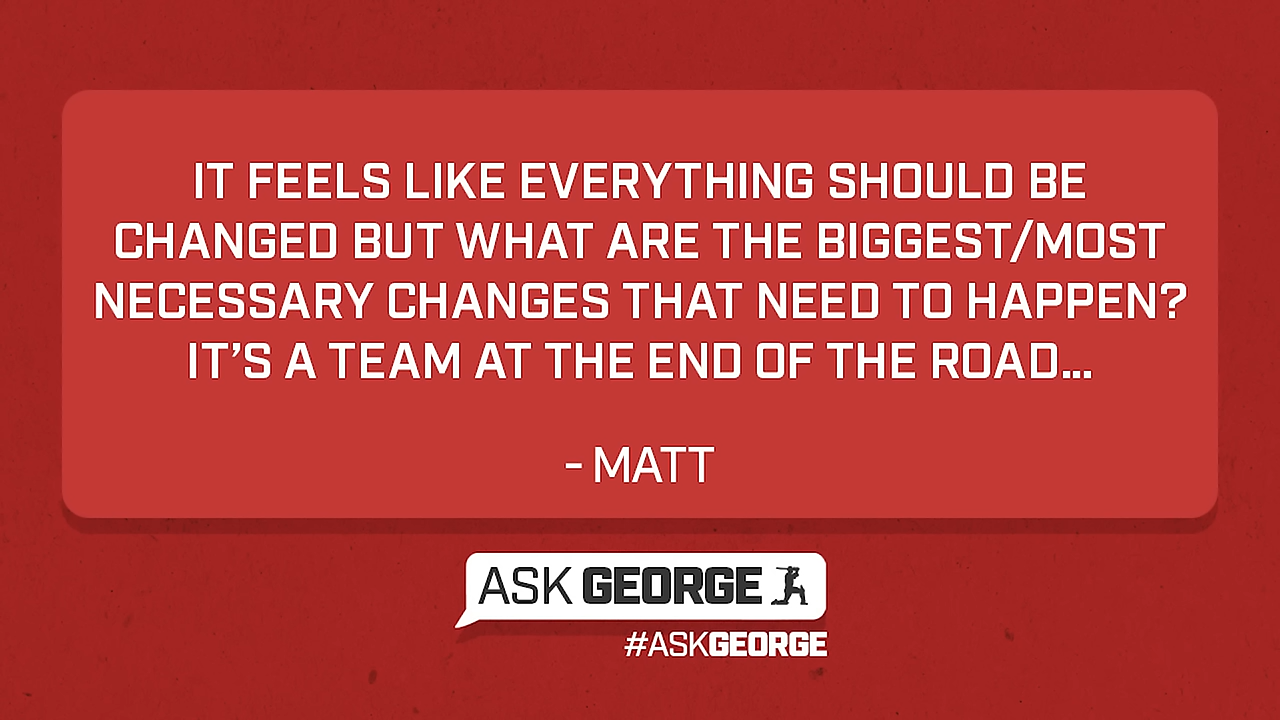 IT FEELS LIKE EVERYTHING SHOULD BE
CHANGED BUT WHAT ARE THE BIGGEST/MOST
NECESSARY CHANGES THAT NEED TO HAPPEN?
IT’S A TEAM AT THE END OF THE ROAD...
- MATT
ASK GEORGE
#ASKGEORGE